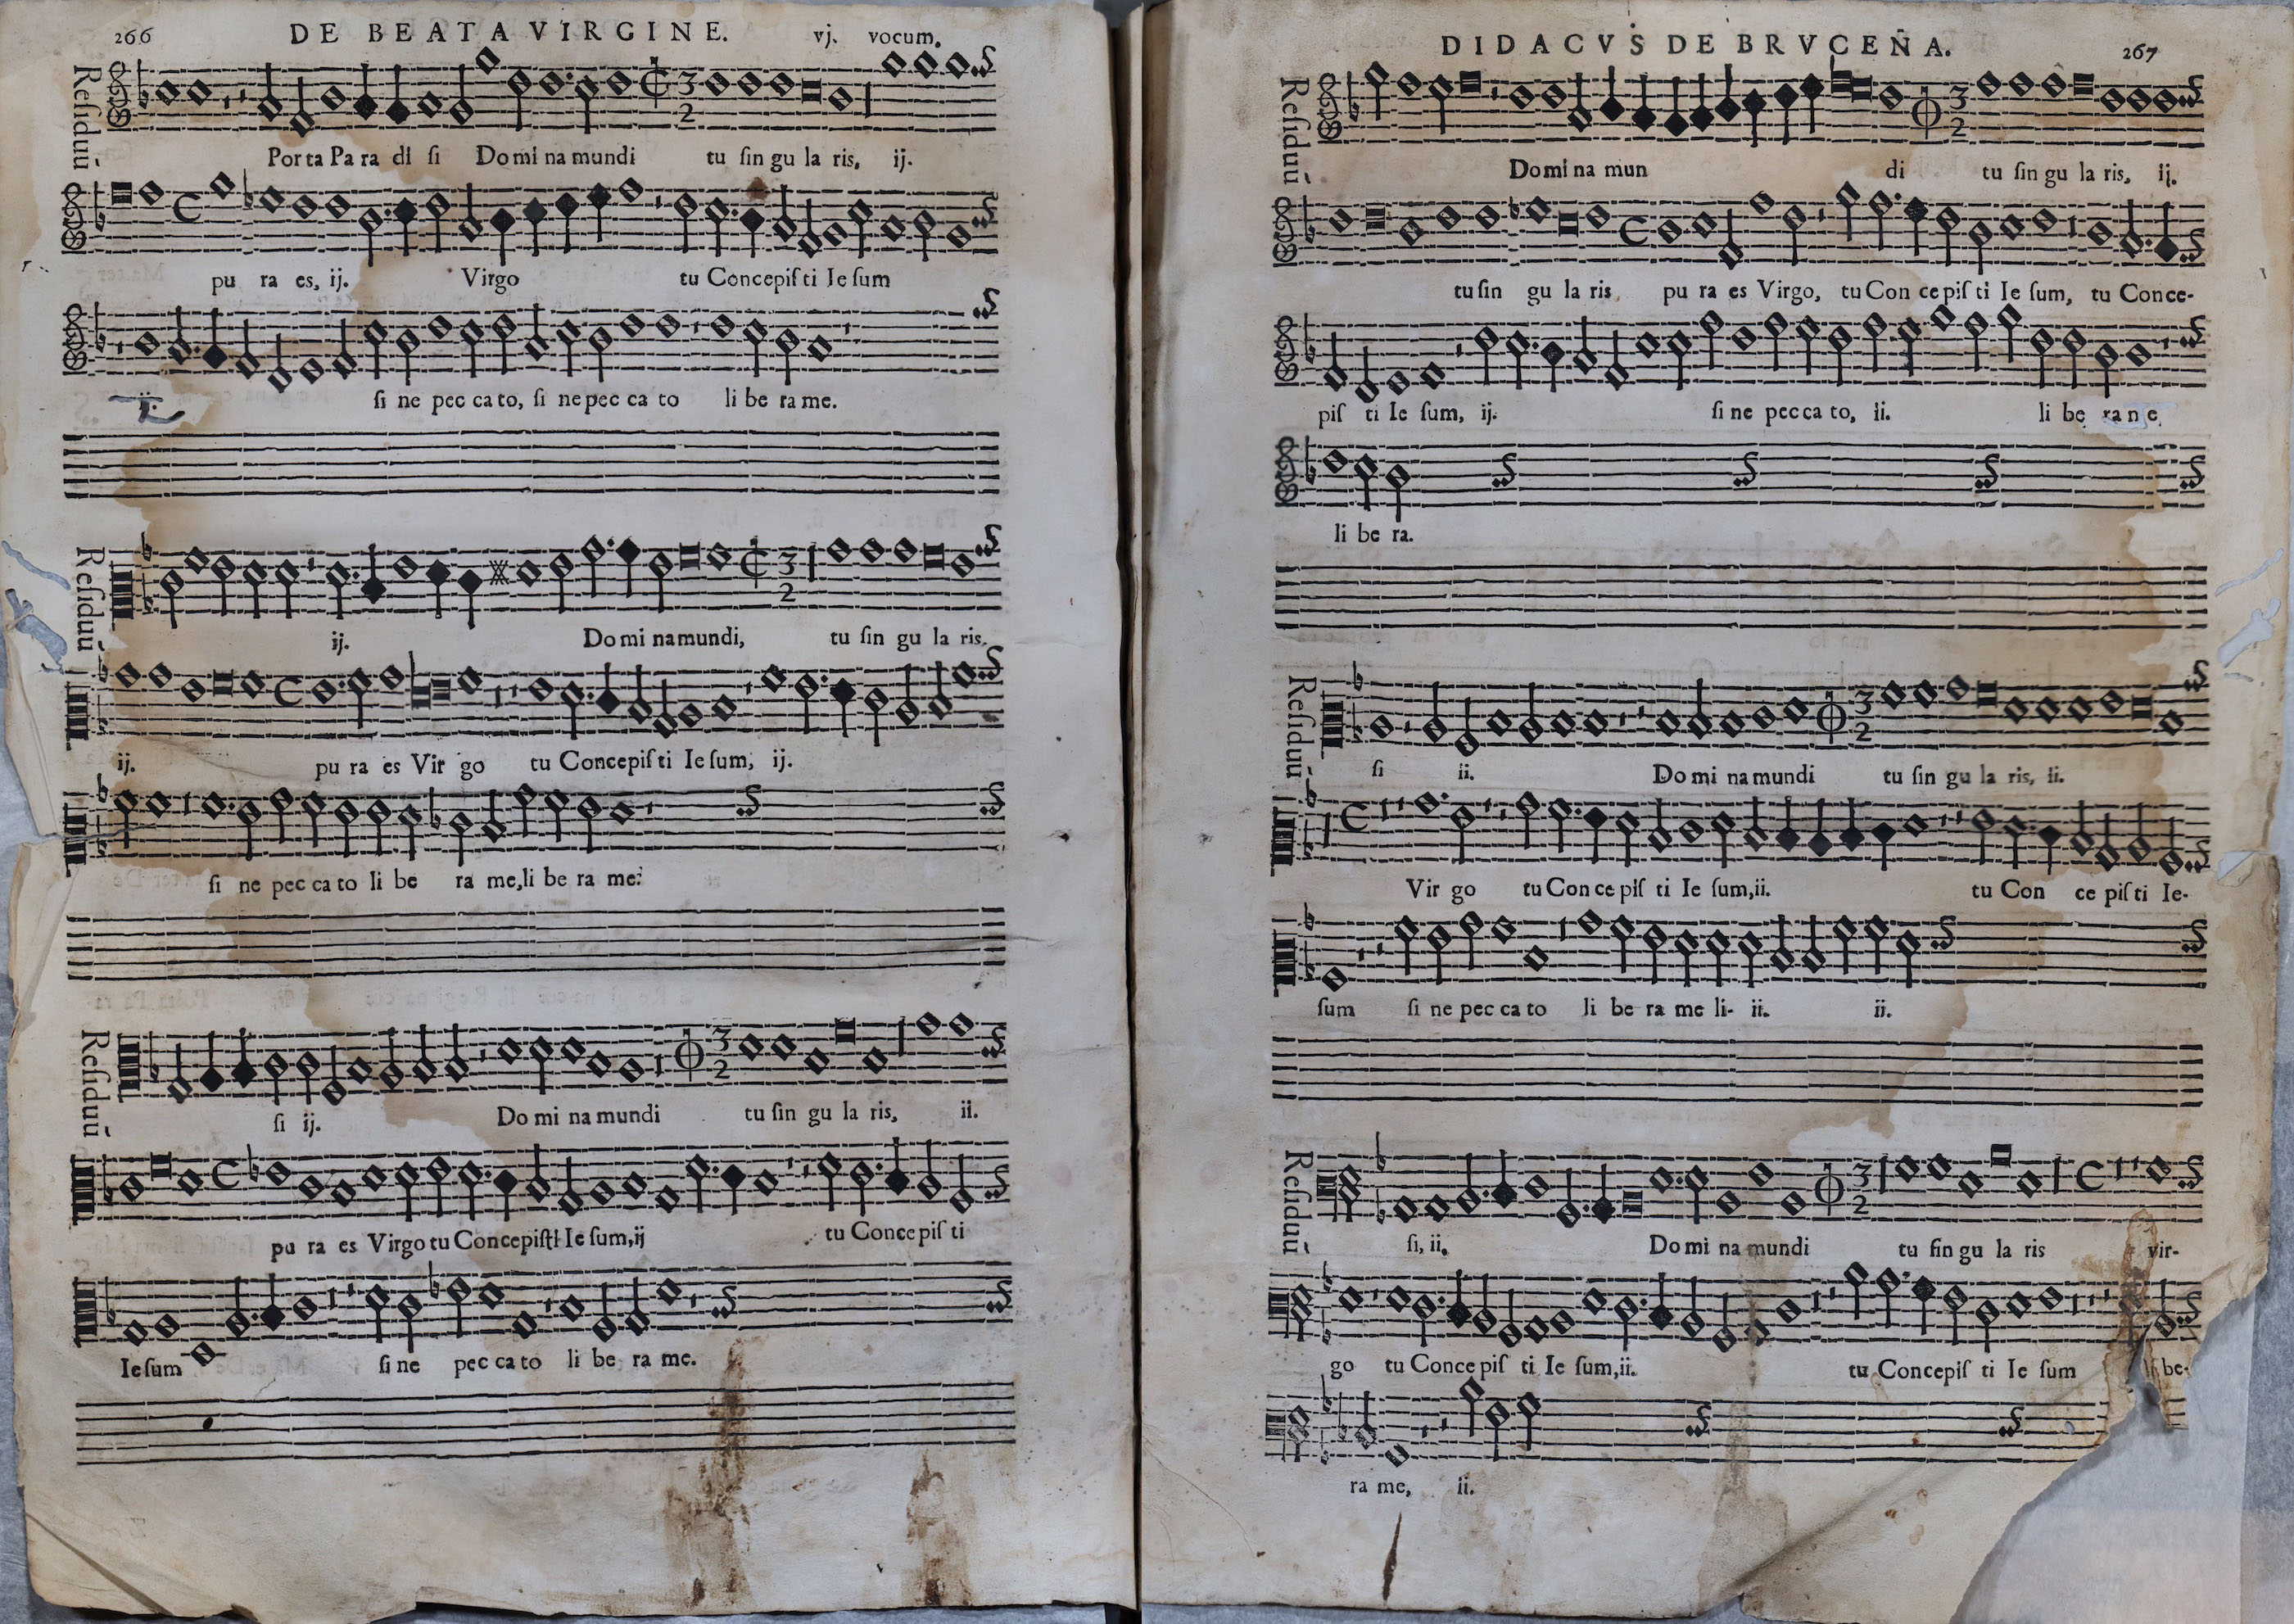 266 DE BEATA VIRGINE. vj. vocum.
Reſiduū
Por ta Pa ra di ſi Do mi na mundi tu ſin gu la ris, ij.
pu ra es, ij. Virgo tu Concepiſ ti Ie ſum
ij. ſi ne pec ca to, ſi ne pec ca to li be ra me.
Reſiduū
ij. Do mi na mundi, tu ſin gu la ris,
ij. pu ra es Vir go tu Concepiſ ti Ie ſum, ij.
ſi ne pec ca to li be ra me, li be ra me.
Reſiduū
ſi ij. Do mi na mundi tu ſin gu la ris, ii.
pu ra es Virgo tu Concepiſti Ie ſum, ij tu Concepiſ ti
Ie ſum ſi ne pec ca to li be ra me.
DIDACVS DE BRVCEÑA. 267
Reſiduū
Do mi na mun di tu ſin gu la ris, ij.
tu ſin gu la ris pu ra es Virgo, tu Con ce piſ ti Ie ſum, tu Conce-
piſ ti Ie ſum, ij. ſi ne pec ca to, ii. li be
li be ra.
Reſiduū
ſi ii. Do mi na mundi tu ſin gu la ris, ii.
Vir go tu Con ce piſ ti Ie ſum, ii. tu Con ce piſ ti Ie-
ſum ſi ne pec ca to li be ra me li- ii. ii.
Reſiduū
ſi, ii. Do mi na mundi tu ſin gu la ris vir-
go tu Conce piſ ti Ie ſum, ii. tu Concepiſ ti Ie ſum be-
ra me, ii.